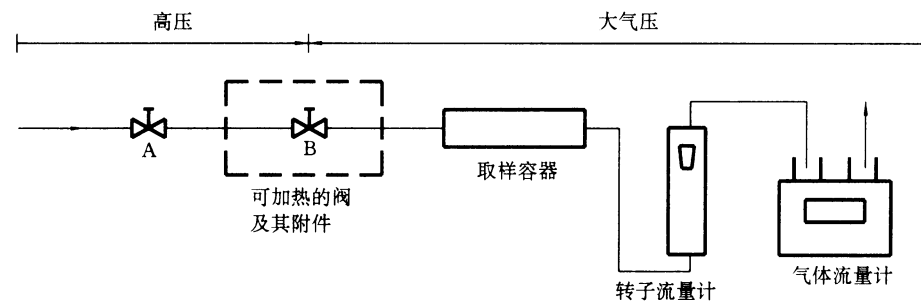 高压
大气压
A
B
取样容器
可加热的阀
及其附件
转子流量计
气体流量计